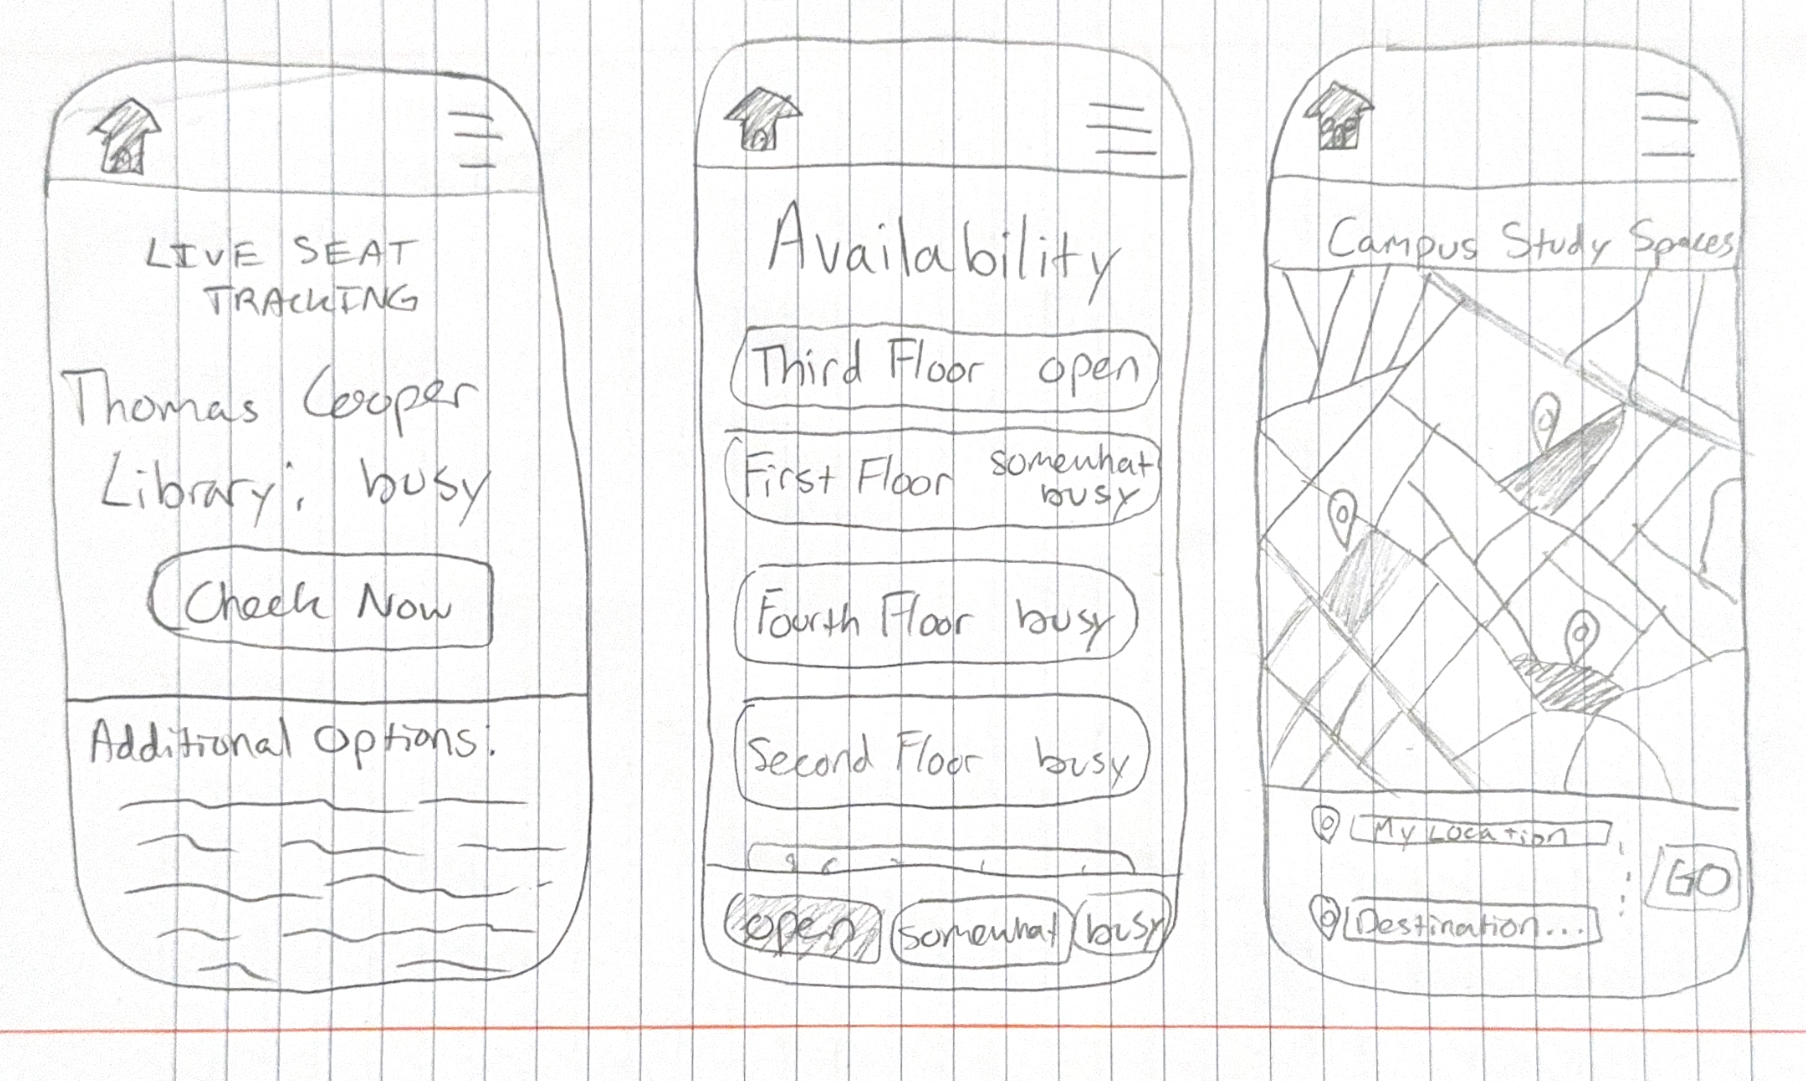 LIVE SEAT
TRACKING
Thomas Cooper
Library: busy
Check Now
Additional Options:
Availability
Third Floor open
First Floor somewhat
busy
Fourth Floor busy
Second Floor busy
open somewhat busy
Campus Study Spaces
My Location
GO
Destination...